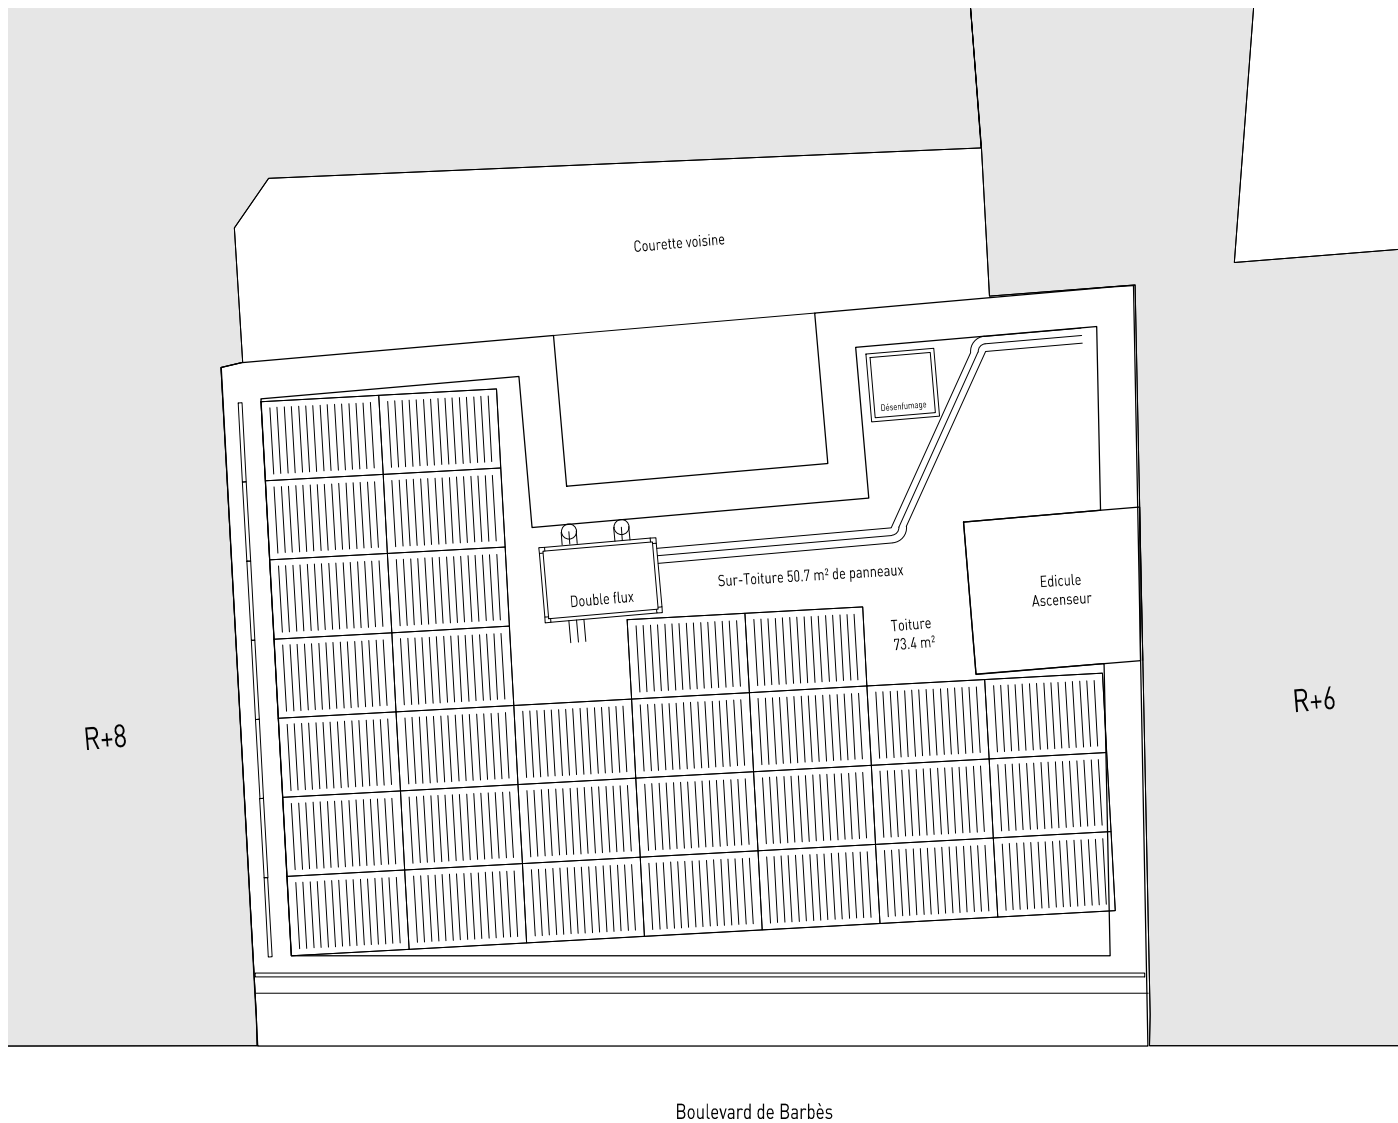 Courette voisine
Désenfumage
Sur-Toiture 50.7 m² de panneaux
Edicule
Ascenseur
Double flux
Toiture
73.4 m²
R+8
R+6
Boulevard de Barbès